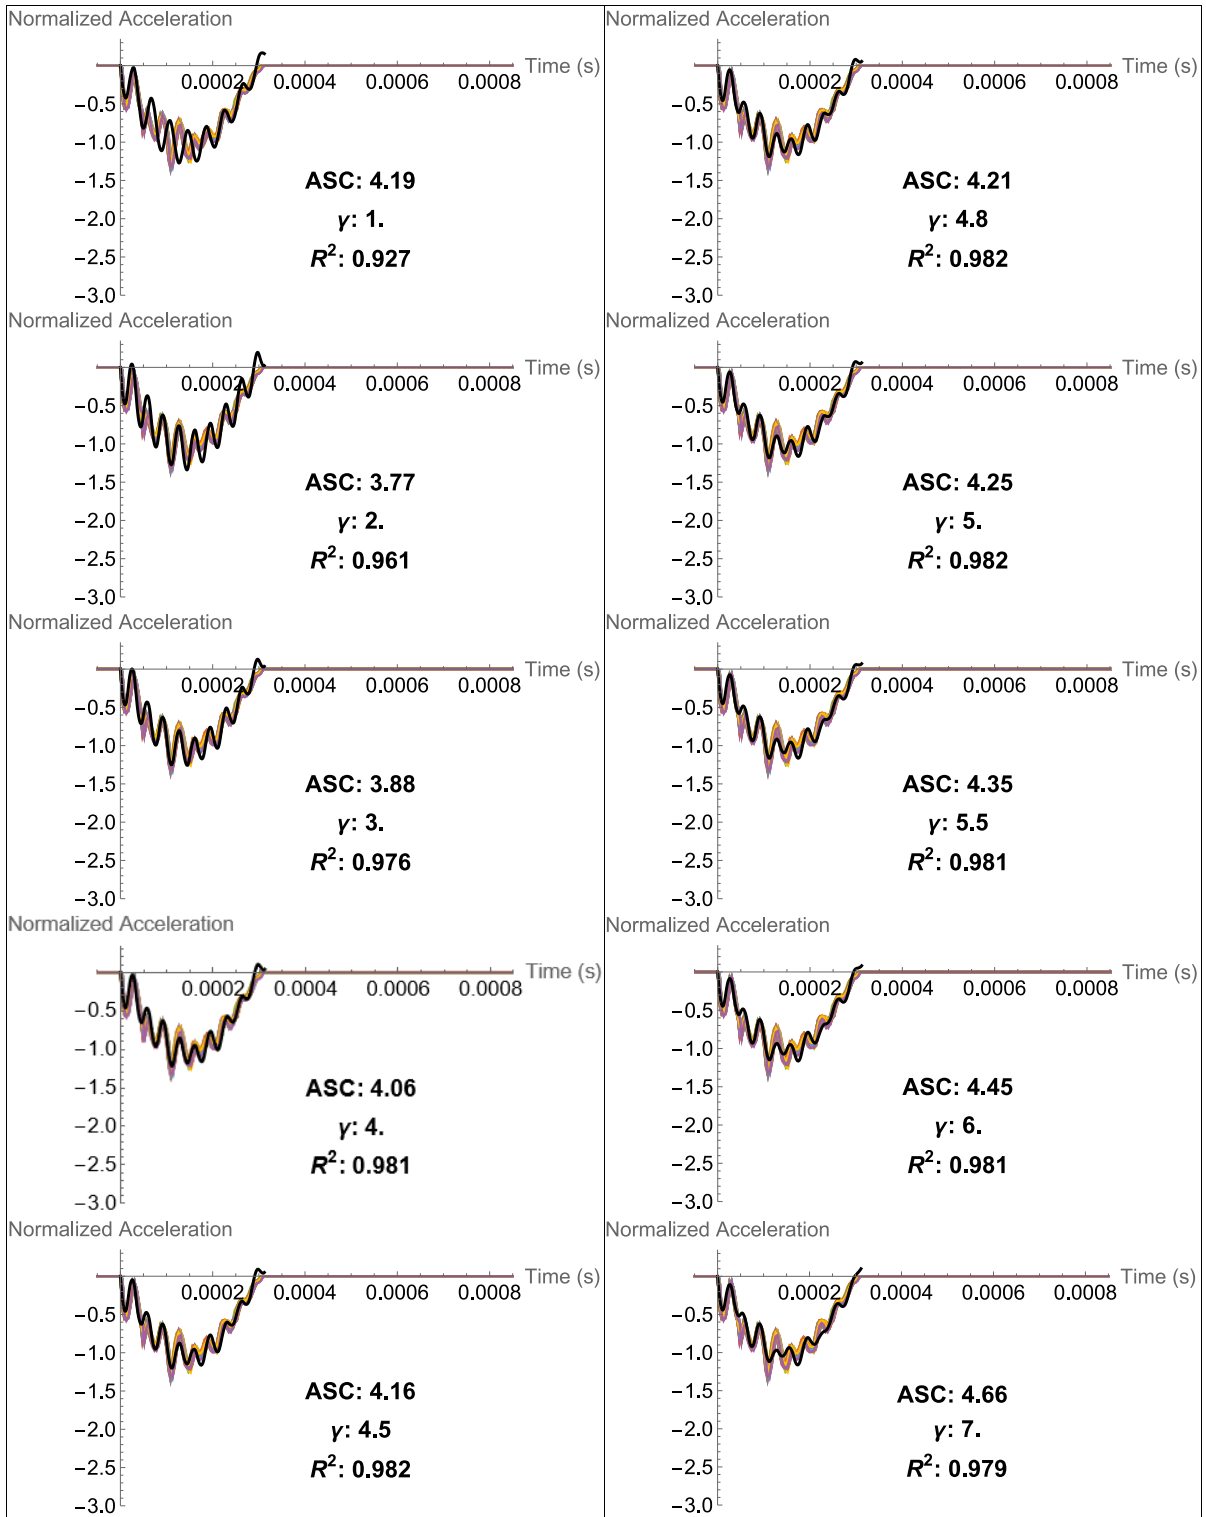 Normalized Acceleration
Time (s)
0.0002 0.0004 0.0006 0.0008
−0.5
−1.0
−1.5
−2.0
−2.5
−3.0
ASC: 4.19
γ: 1.
R²: 0.927
Normalized Acceleration
Time (s)
0.0002 0.0004 0.0006 0.0008
−0.5
−1.0
−1.5
−2.0
−2.5
−3.0
ASC: 4.21
γ: 4.8
R²: 0.982
Normalized Acceleration
Time (s)
0.0002 0.0004 0.0006 0.0008
−0.5
−1.0
−1.5
−2.0
−2.5
−3.0
ASC: 3.77
γ: 2.
R²: 0.961
Normalized Acceleration
Time (s)
0.0002 0.0004 0.0006 0.0008
−0.5
−1.0
−1.5
−2.0
−2.5
−3.0
ASC: 4.25
γ: 5.
R²: 0.982
Normalized Acceleration
Time (s)
0.0002 0.0004 0.0006 0.0008
−0.5
−1.0
−1.5
−2.0
−2.5
−3.0
ASC: 3.88
γ: 3.
R²: 0.976
Normalized Acceleration
Time (s)
0.0002 0.0004 0.0006 0.0008
−0.5
−1.0
−1.5
−2.0
−2.5
−3.0
ASC: 4.35
γ: 5.5
R²: 0.981
Normalized Acceleration
Time (s)
0.0002 0.0004 0.0006 0.0008
−0.5
−1.0
−1.5
−2.0
−2.5
−3.0
ASC: 4.06
γ: 4.
R²: 0.981
Normalized Acceleration
Time (s)
0.0002 0.0004 0.0006 0.0008
−0.5
−1.0
−1.5
−2.0
−2.5
−3.0
ASC: 4.45
γ: 6.
R²: 0.981
Normalized Acceleration
Time (s)
0.0002 0.0004 0.0006 0.0008
−0.5
−1.0
−1.5
−2.0
−2.5
−3.0
ASC: 4.16
γ: 4.5
R²: 0.982
Normalized Acceleration
Time (s)
0.0002 0.0004 0.0006 0.0008
−0.5
−1.0
−1.5
−2.0
−2.5
−3.0
ASC: 4.66
γ: 7.
R²: 0.979